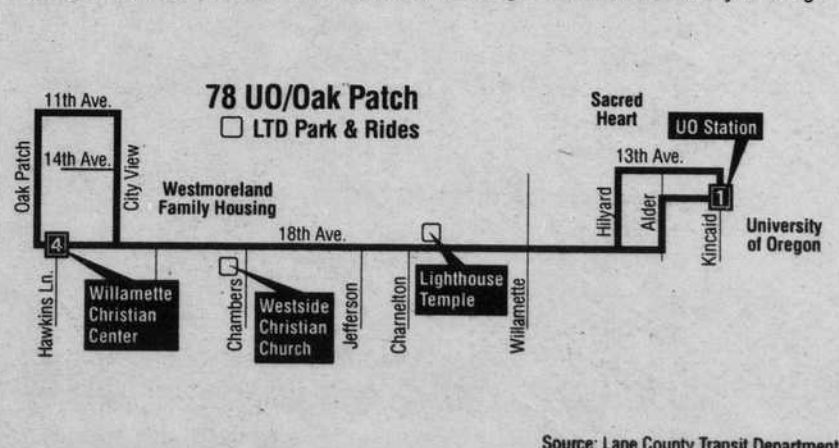 78 UO/Oak Patch
LTD Park & Rides
Sacred
Heart
UO Station
11th Ave.
14th Ave.
Oak Patch
City View
Westmoreland
Family Housing
13th Ave.
Hilyard
Alder
1
Kincaid
University
of Oregon
18th Ave.
4
Hawkins Ln.
Willamette
Christian
Center
Chambers
Westside
Christian
Church
Jefferson
Charnelton
Lighthouse
Temple
Willamette
Source: Lane County Transit Department